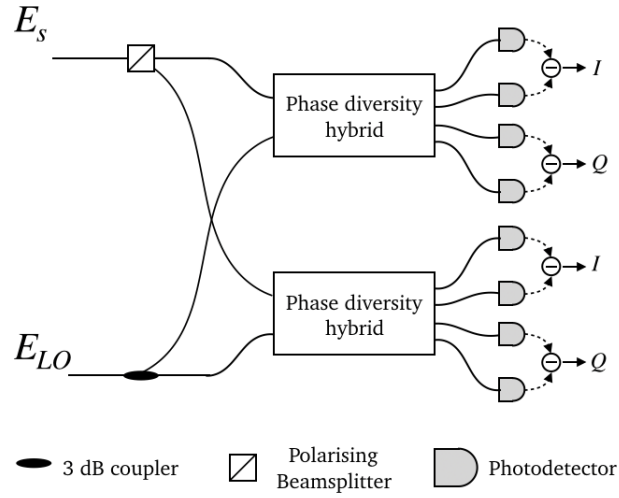 E_s
Phase diversity
hybrid
I
Q
Phase diversity
hybrid
I
Q
E_LO
3 dB coupler
Polarising
Beamsplitter
Photodetector